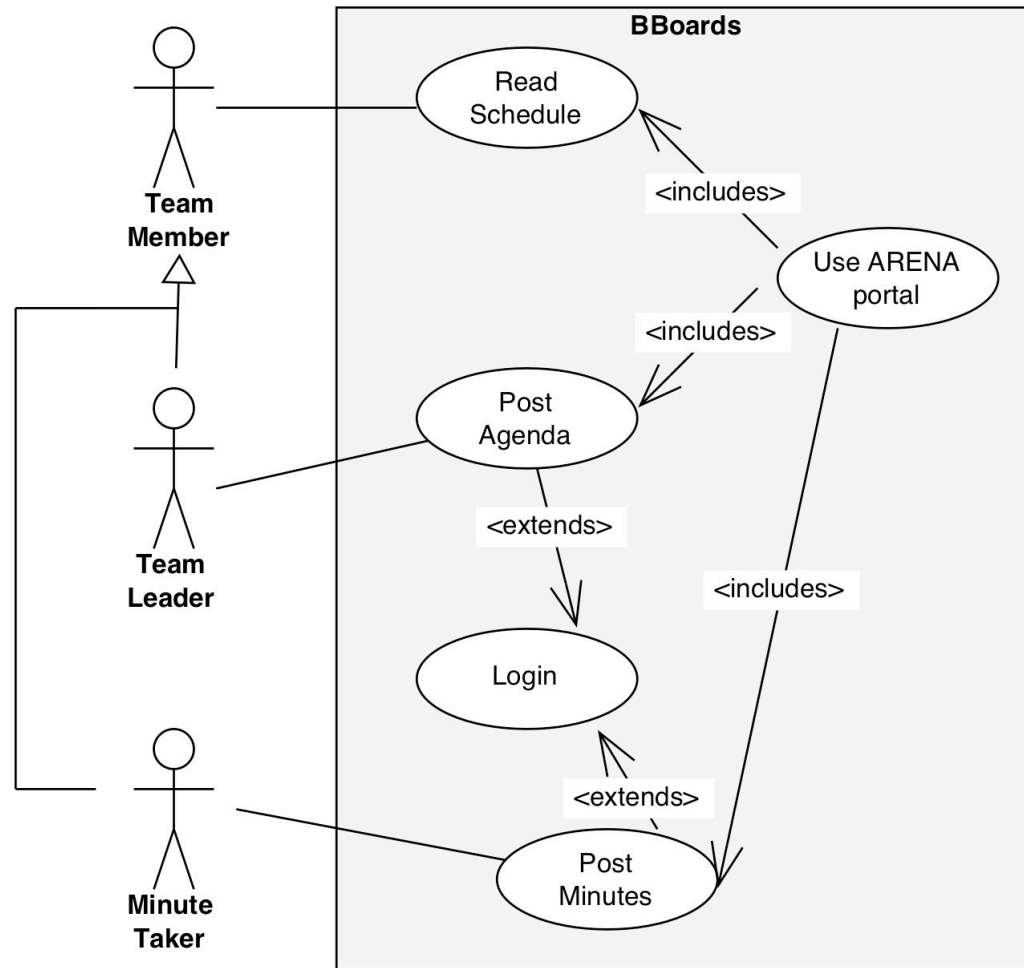 BBoards
Read
Schedule
Team
Member
<includes>
Use ARENA
portal
<includes>
Post
Agenda
<extends>
Team
Leader
<includes>
Login
<extends>
Post
Minutes
Minute
Taker